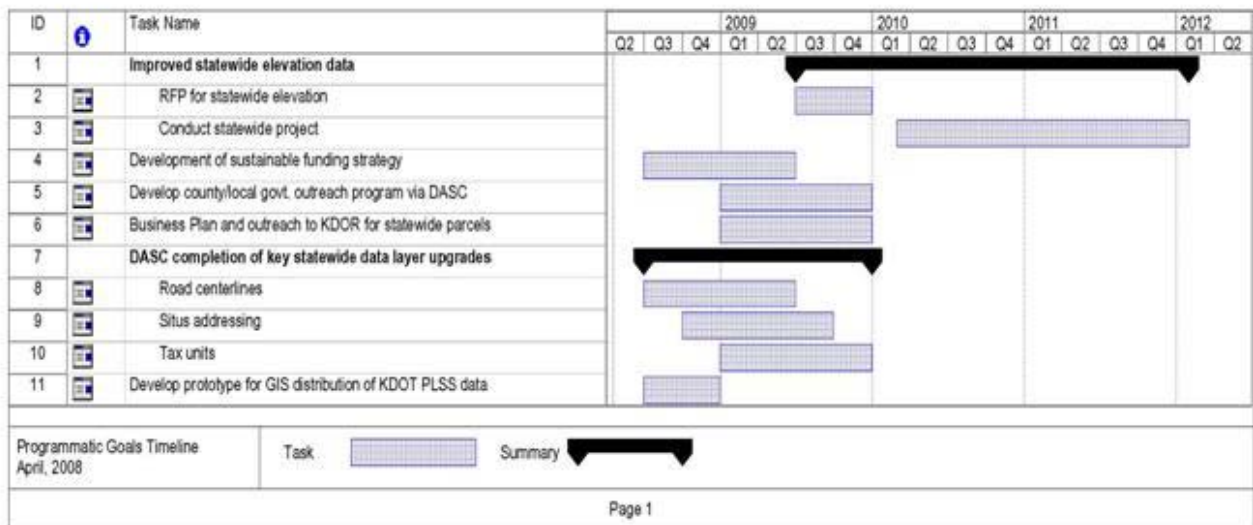 ID Task Name 2009 2010 2011 2012
Q2 Q3 Q4 Q1 Q2 Q3 Q4 Q1 Q2 Q3 Q4 Q1 Q2 Q3 Q4 Q1 Q2
1 Improved statewide elevation data
2 RFP for statewide elevation
3 Conduct statewide project
4 Development of sustainable funding strategy
5 Develop county/local govt. outreach program via DASC
6 Business Plan and outreach to KDOR for statewide parcels
7 DASC completion of key statewide data layer upgrades
8 Road centerlines
9 Situs addressing
10 Tax units
11 Develop prototype for GIS distribution of KDOT PLSS data
Programmatic Goals Timeline
April, 2008
Task Summary
Page 1